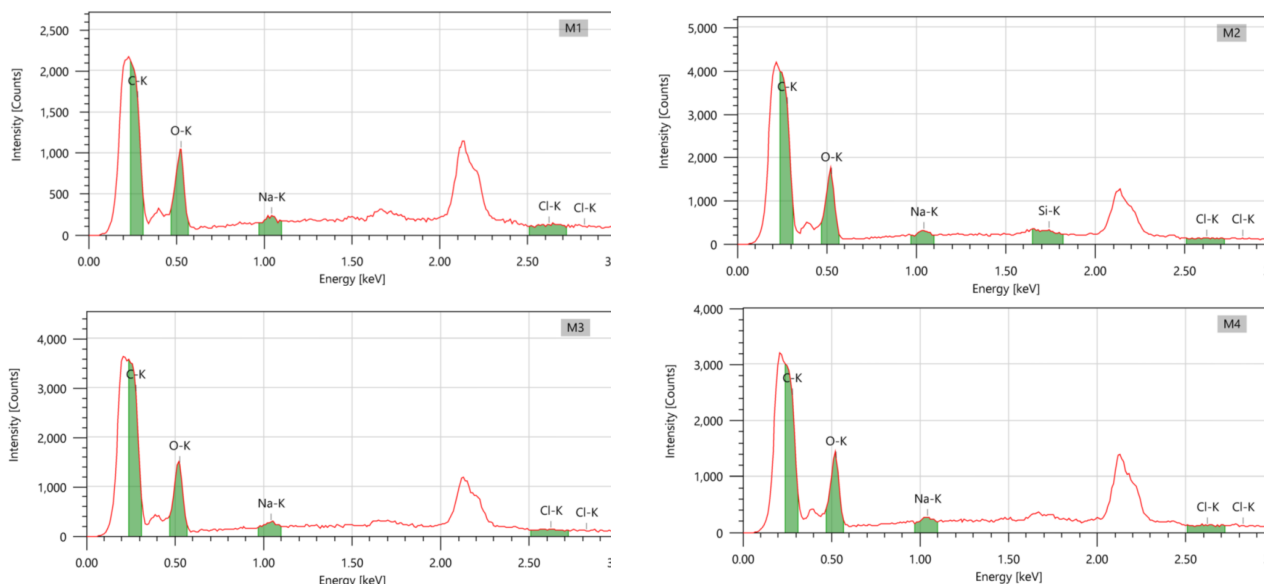 M1
Intensity [Counts]
2,500
2,000
1,500
1,000
500
0
C-K
O-K
Na-K
Cl-K Cl-K
0.00 0.50 1.00 1.50 2.00 2.50
Energy [keV]
M2
Intensity [Counts]
5,000
4,000
3,000
2,000
1,000
0
C-K
O-K
Na-K
Si-K
Cl-K Cl-K
0.00 0.50 1.00 1.50 2.00 2.50
Energy [keV]
M3
Intensity [Counts]
4,000
3,000
2,000
1,000
0
C-K
O-K
Na-K
Cl-K Cl-K
0.00 0.50 1.00 1.50 2.00 2.50
Energy [keV]
M4
Intensity [Counts]
4,000
3,000
2,000
1,000
0
C-K
O-K
Na-K
Cl-K Cl-K
0.00 0.50 1.00 1.50 2.00 2.50
Energy [keV]